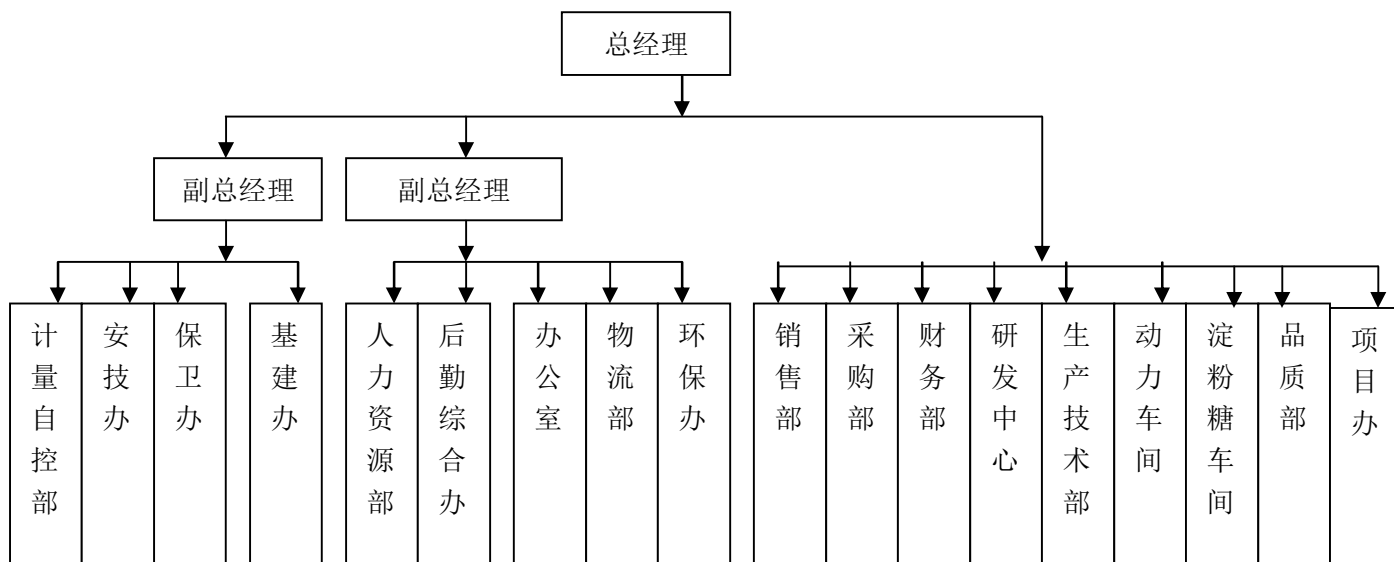 总经理
副总经理
副总经理
计量自控部
安技办
保卫办
基建办
人力资源部
后勤综合办
办公室
物流部
环保办
销售部
采购部
财务部
研发中心
生产技术部
动力车间
淀粉糖车间
品质部
项目办